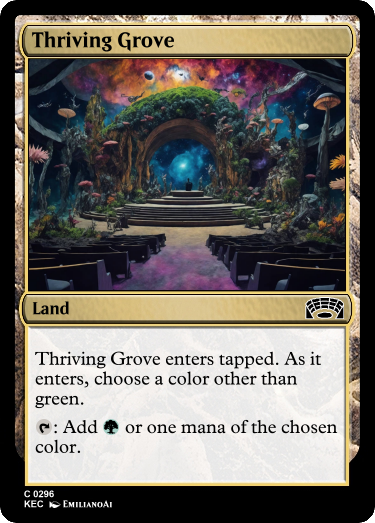 Thriving Grove
Land
Thriving Grove enters tapped. As it
enters, choose a color other than
green.
: Add or one mana of the chosen
color.
C 0296
KEC EmilianoAi